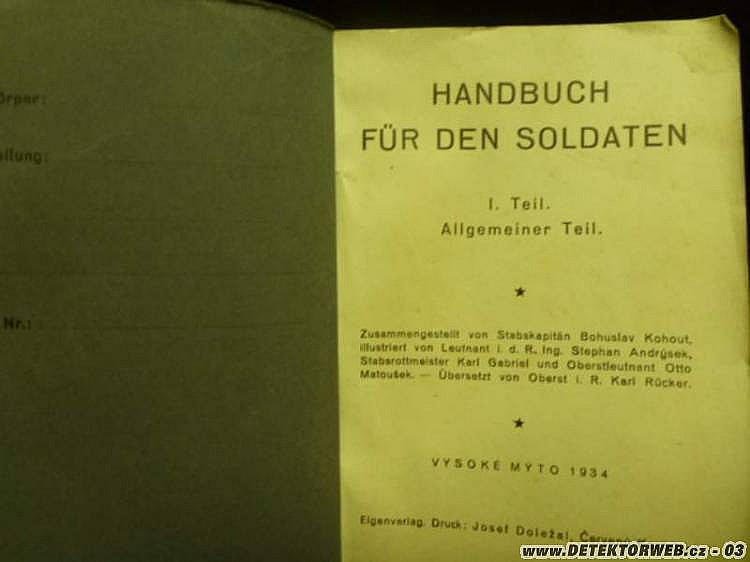 HANDBUCH
FÜR DEN SOLDATEN
I. Teil.
Allgemeiner Teil.
Zusammengestellt von Stabskapitän Bohuslav Kohout,
illustriert von Leutnant i. d. R. Ing. Stephan Andrýsek,
Stabsrottmeister Karl Gabriel und Oberstleutnant Otto
Matoušek. — Übersetzt von Oberst i. R. Karl Rücker.
VYSOKÉ MÝTO 1934
Eigenverlag. Druck: Josef Doležal, Červený
Nr.:
www.DETEKTORWEB.cz - 03